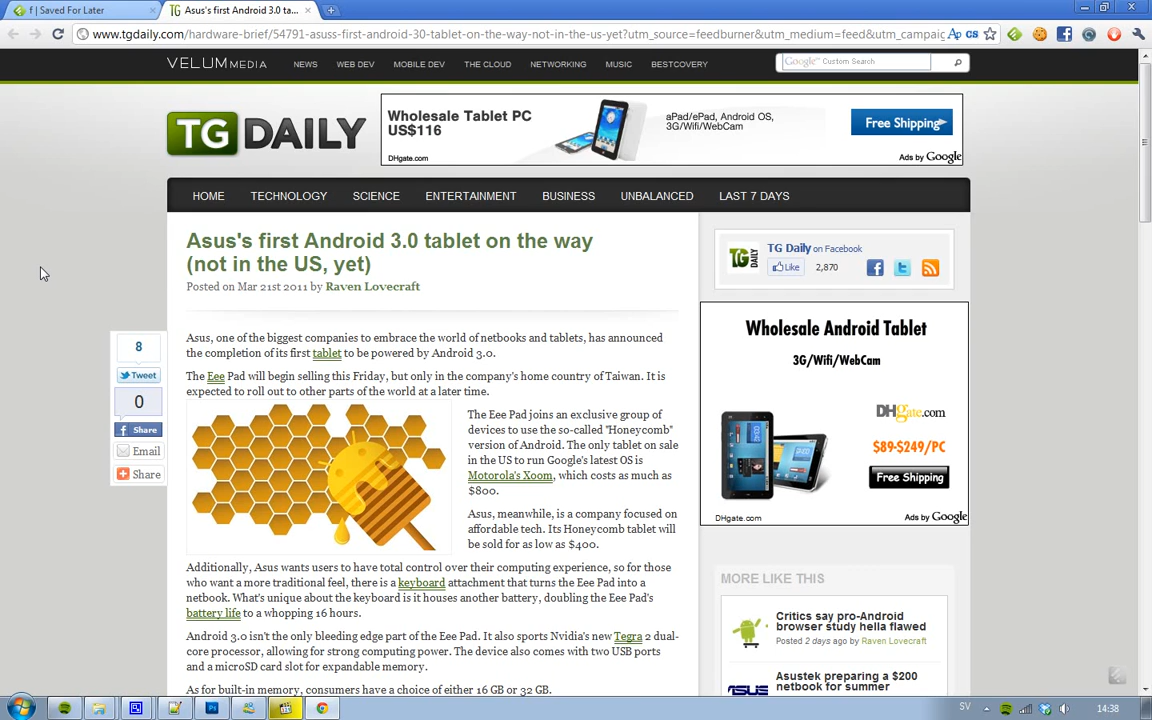 f | Saved For Later
Asus's first Android 3.0 ta...
www.tgdaily.com/hardware-brief/54791-asuss-first-android-30-tablet-on-the-way-not-in-the-us-yet?utm_source=feedburner&utm_medium=feed&utm_campaig
VELUM MEDIA
NEWS WEB DEV MOBILE DEV THE CLOUD NETWORKING MUSIC BESTCOVERY
Google™ Custom Search
TG DAILY
Wholesale Tablet PC
US$116
DHgate.com
aPad/ePad, Android OS,
3G/Wifi/WebCam
Free Shipping
Ads by Google
HOME TECHNOLOGY SCIENCE ENTERTAINMENT BUSINESS UNBALANCED LAST 7 DAYS
Asus's first Android 3.0 tablet on the way
(not in the US, yet)
Posted on Mar 21st 2011 by Raven Lovecraft
8
Tweet
0
Share
Email
Share
Asus, one of the biggest companies to embrace the world of netbooks and tablets, has announced
the completion of its first tablet to be powered by Android 3.0.
The Eee Pad will begin selling this Friday, but only in the company's home country of Taiwan. It is
expected to roll out to other parts of the world at a later time.
The Eee Pad joins an exclusive group of
devices to use the so-called "Honeycomb"
version of Android. The only tablet on sale
in the US to run Google's latest OS is
Motorola's Xoom, which costs as much as
$800.
Asus, meanwhile, is a company focused on
affordable tech. Its Honeycomb tablet will
be sold for as low as $400.
Additionally, Asus wants users to have total control over their computing experience, so for those
who want a more traditional feel, there is a keyboard attachment that turns the Eee Pad into a
netbook. What's unique about the keyboard is it houses another battery, doubling the Eee Pad's
battery life to a whopping 16 hours.
Android 3.0 isn't the only bleeding edge part of the Eee Pad. It also sports Nvidia's new Tegra 2 dual-
core processor, allowing for strong computing power. The device also comes with two USB ports
and a microSD card slot for expandable memory.
As for built-in memory, consumers have a choice of either 16 GB or 32 GB.
TG DAILY
TG Daily on Facebook
Like 2,870
Wholesale Android Tablet
3G/Wifi/WebCam
DHgate.com
$89-$249/PC
Free Shipping
DHgate.com
Ads by Google
MORE LIKE THIS
Critics say pro-Android
browser study hella flawed
Posted 2 days ago by Raven Lovecraft
Asustek preparing a $200
netbook for summer
SV
14:38